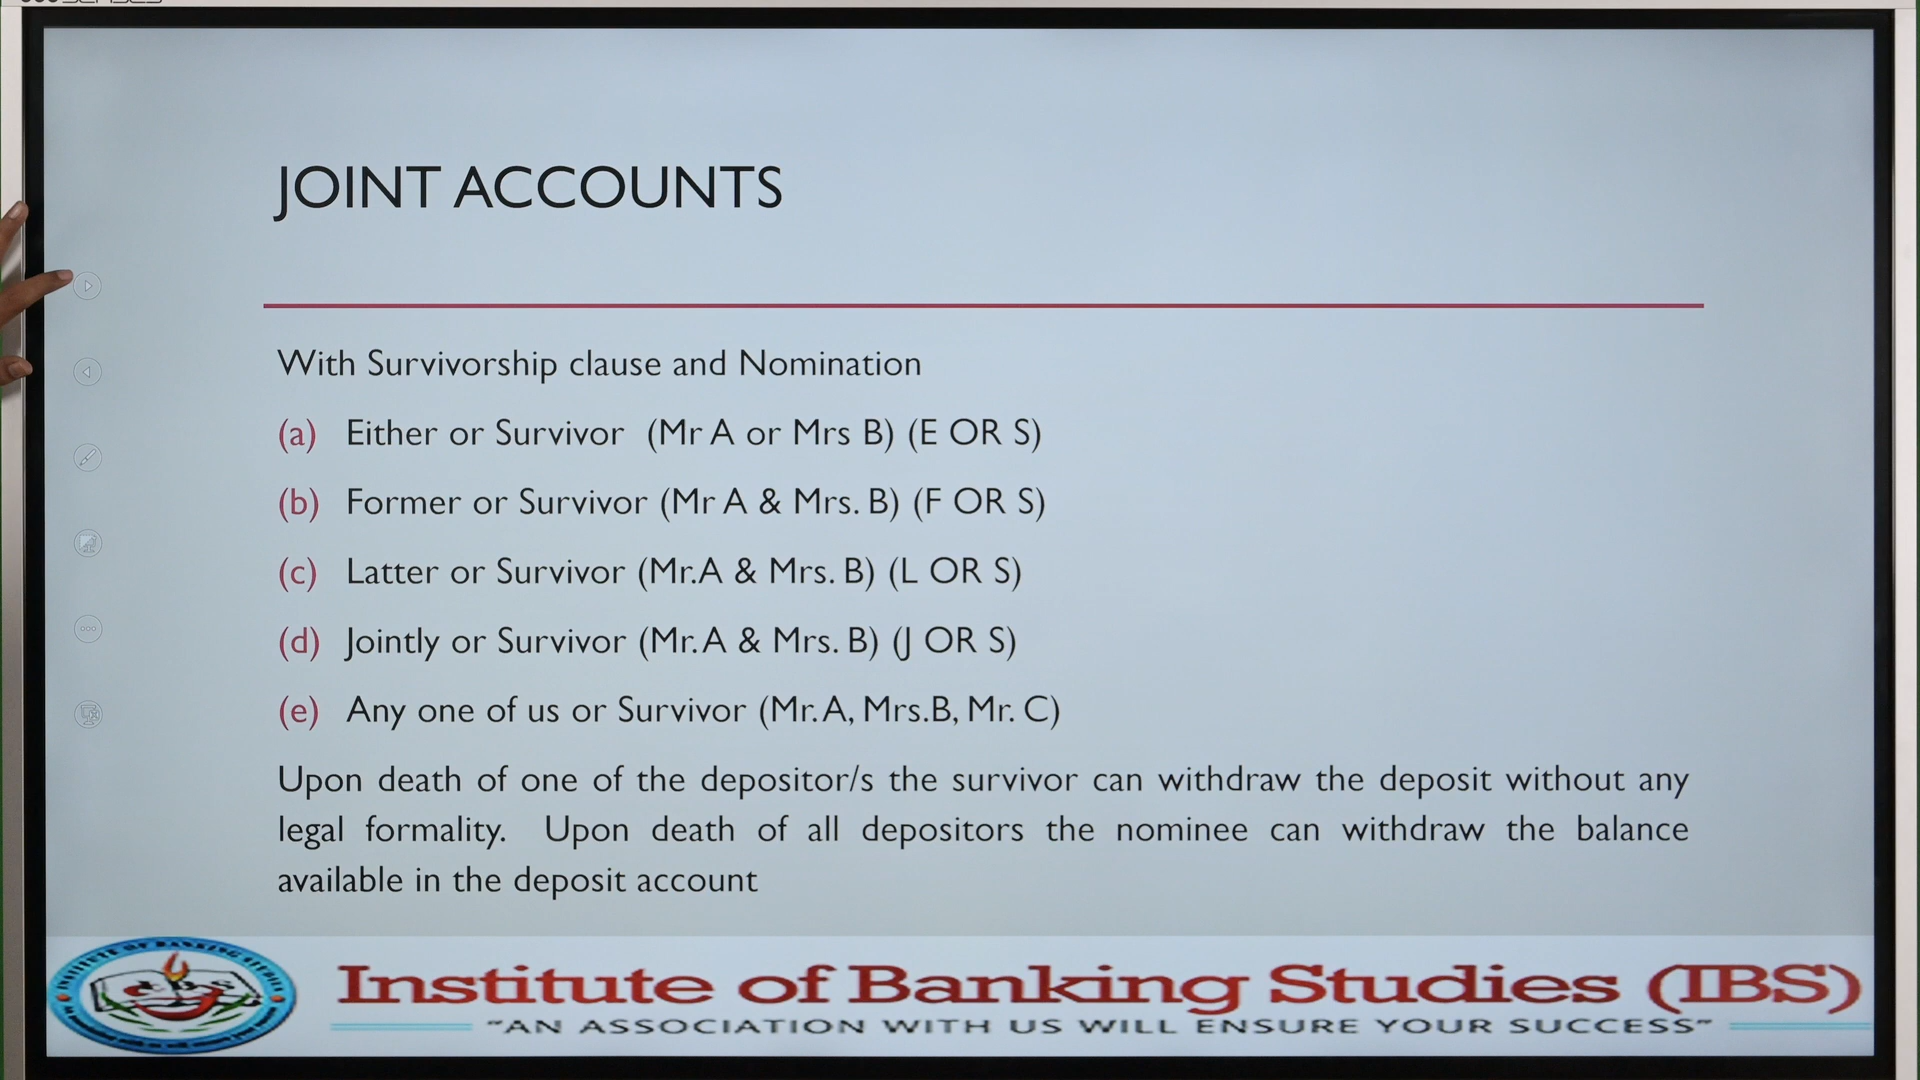 JOINT ACCOUNTS
With Survivorship clause and Nomination
(a) Either or Survivor (Mr A or Mrs B) (E OR S)
(b) Former or Survivor (Mr A & Mrs. B) (F OR S)
(c) Latter or Survivor (Mr.A & Mrs. B) (L OR S)
(d) Jointly or Survivor (Mr.A & Mrs. B) (J OR S)
(e) Any one of us or Survivor (Mr.A, Mrs.B, Mr. C)
Upon death of one of the depositor/s the survivor can withdraw the deposit without any
legal formality. Upon death of all depositors the nominee can withdraw the balance
available in the deposit account
INSTITUTE OF BANKING STUDIES
Institute of Banking Studies (IBS)
"AN ASSOCIATION WITH US WILL ENSURE YOUR SUCCESS"